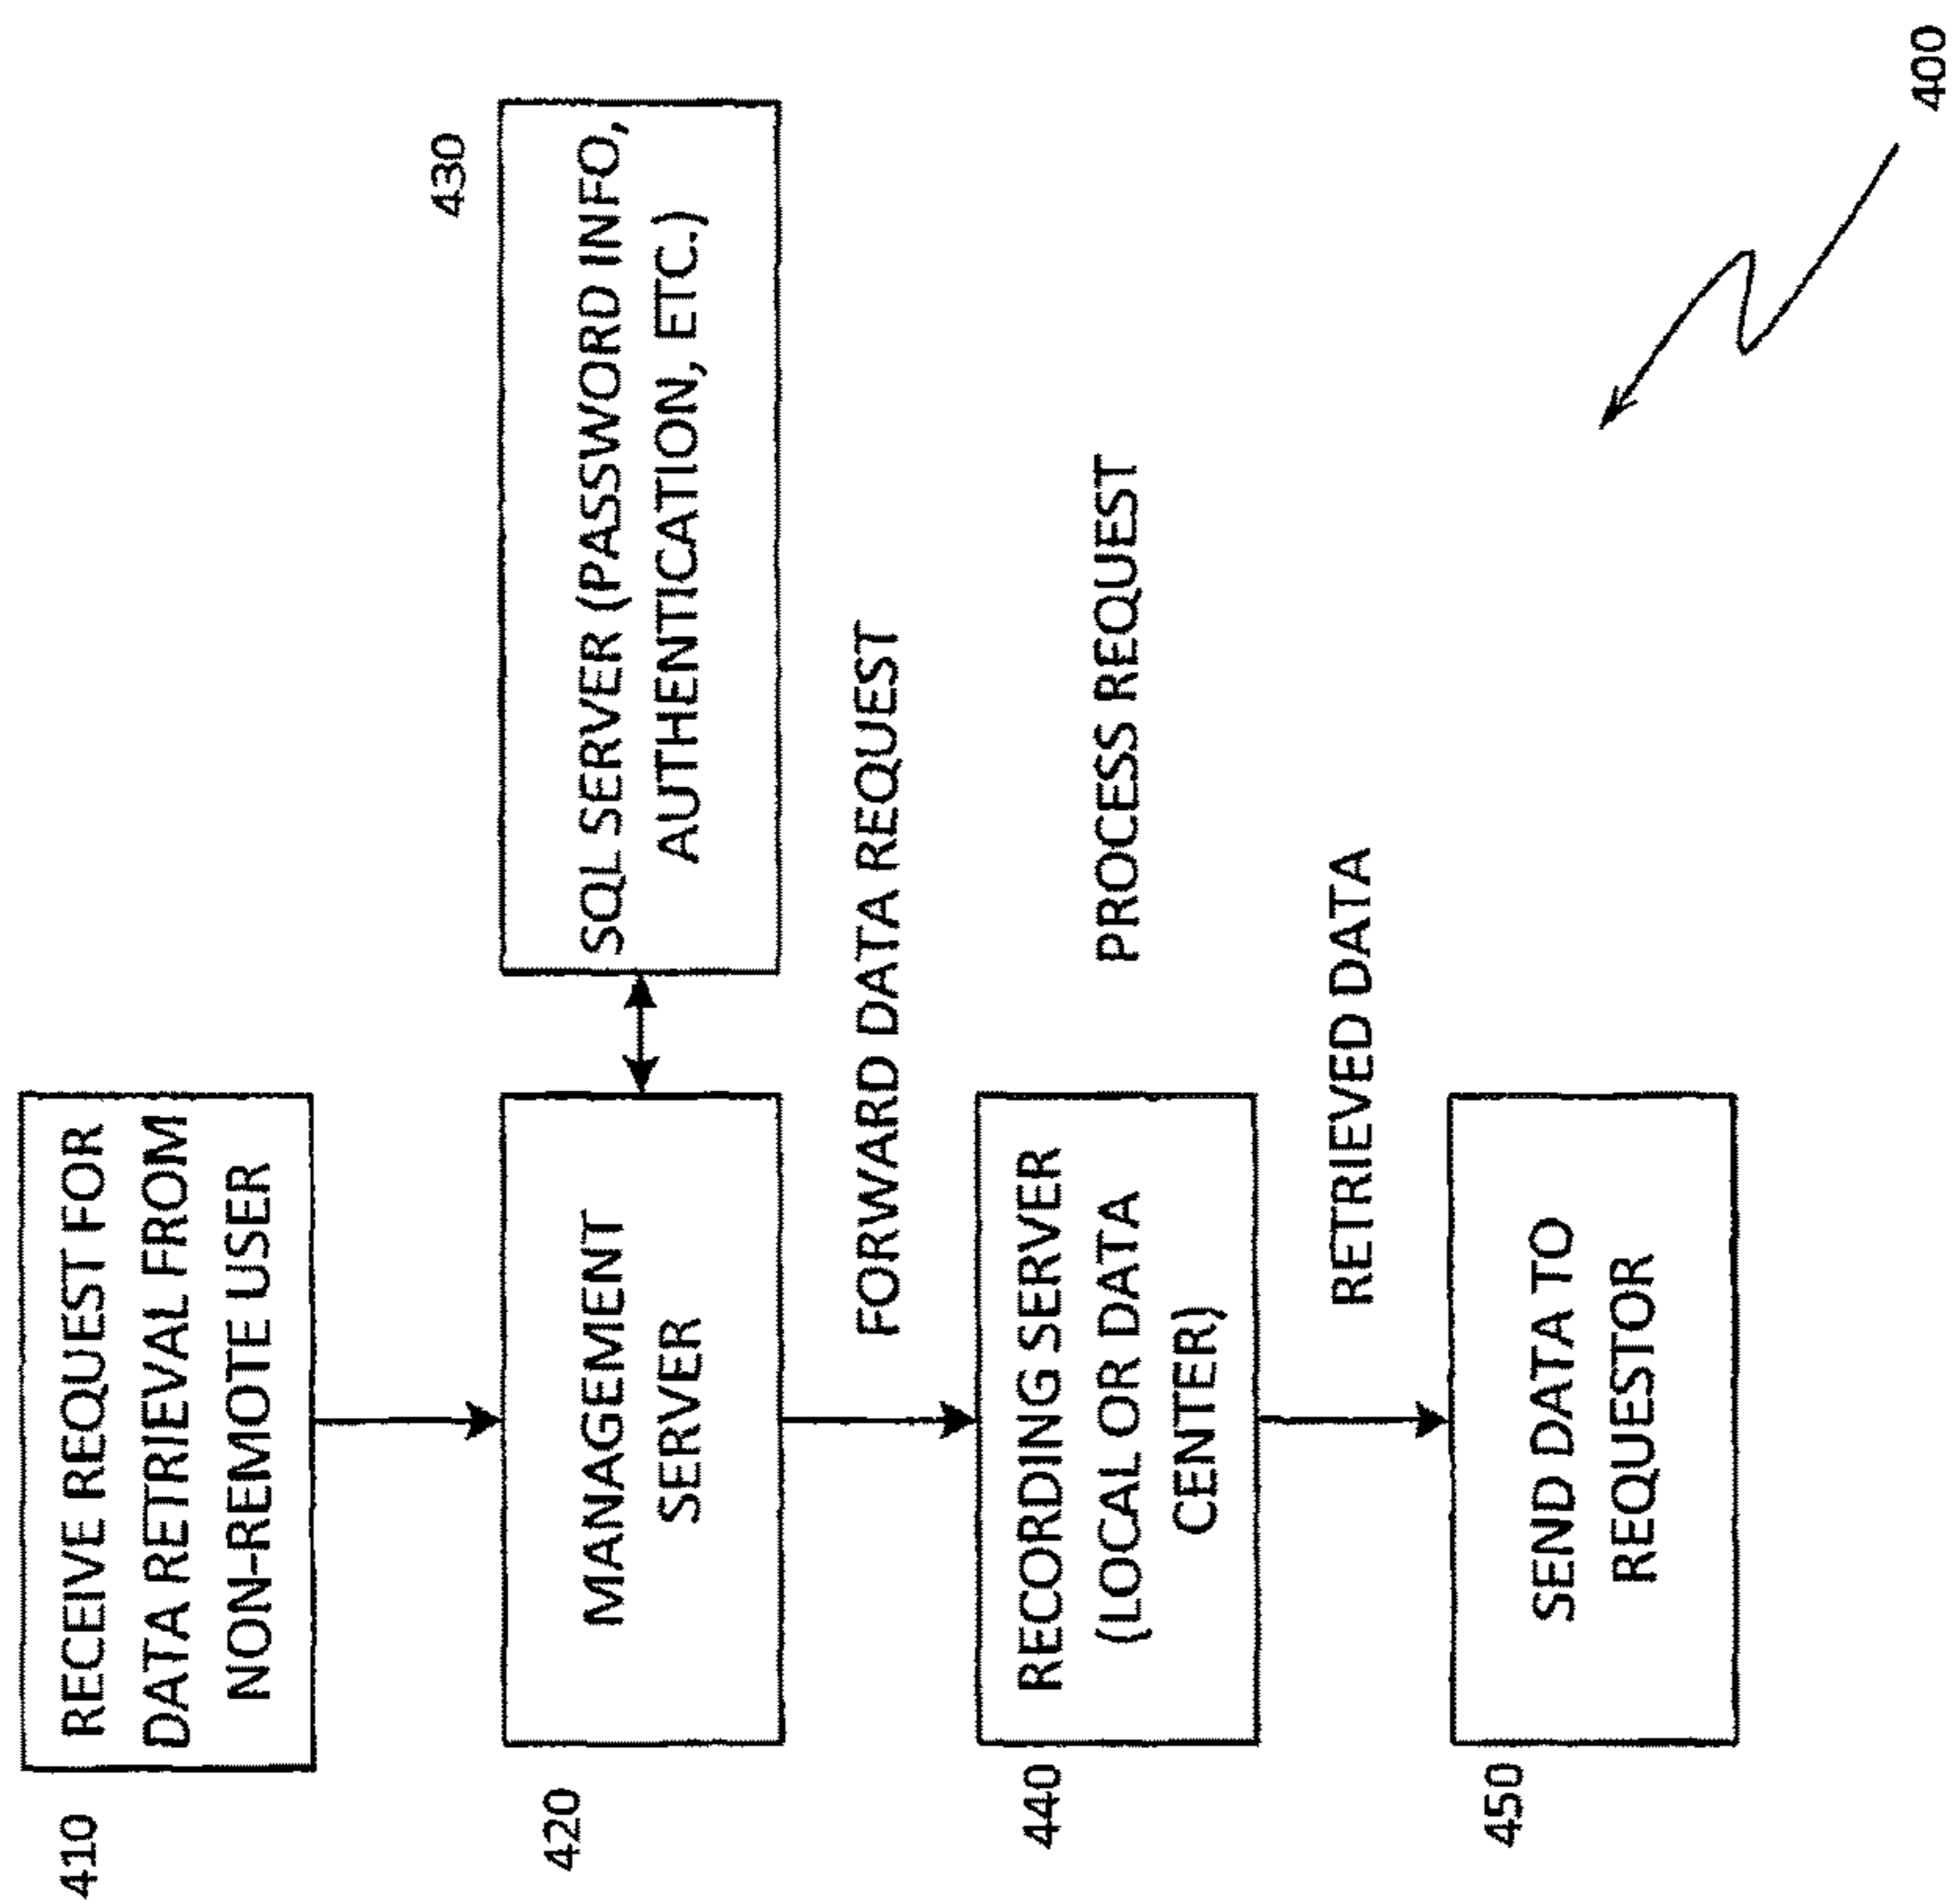 410
RECEIVE REQUEST FOR
DATA RETRIEVAL FROM
NON-REMOTE USER
420
MANAGEMENT
SERVER
430
SQL SERVER (PASSWORD INFO,
AUTHENTICATION, ETC.)
FORWARD DATA REQUEST
440
RECORDING SERVER
(LOCAL OR DATA
CENTER)
PROCESS REQUEST
RETRIEVED DATA
450
SEND DATA TO
REQUESTOR
400